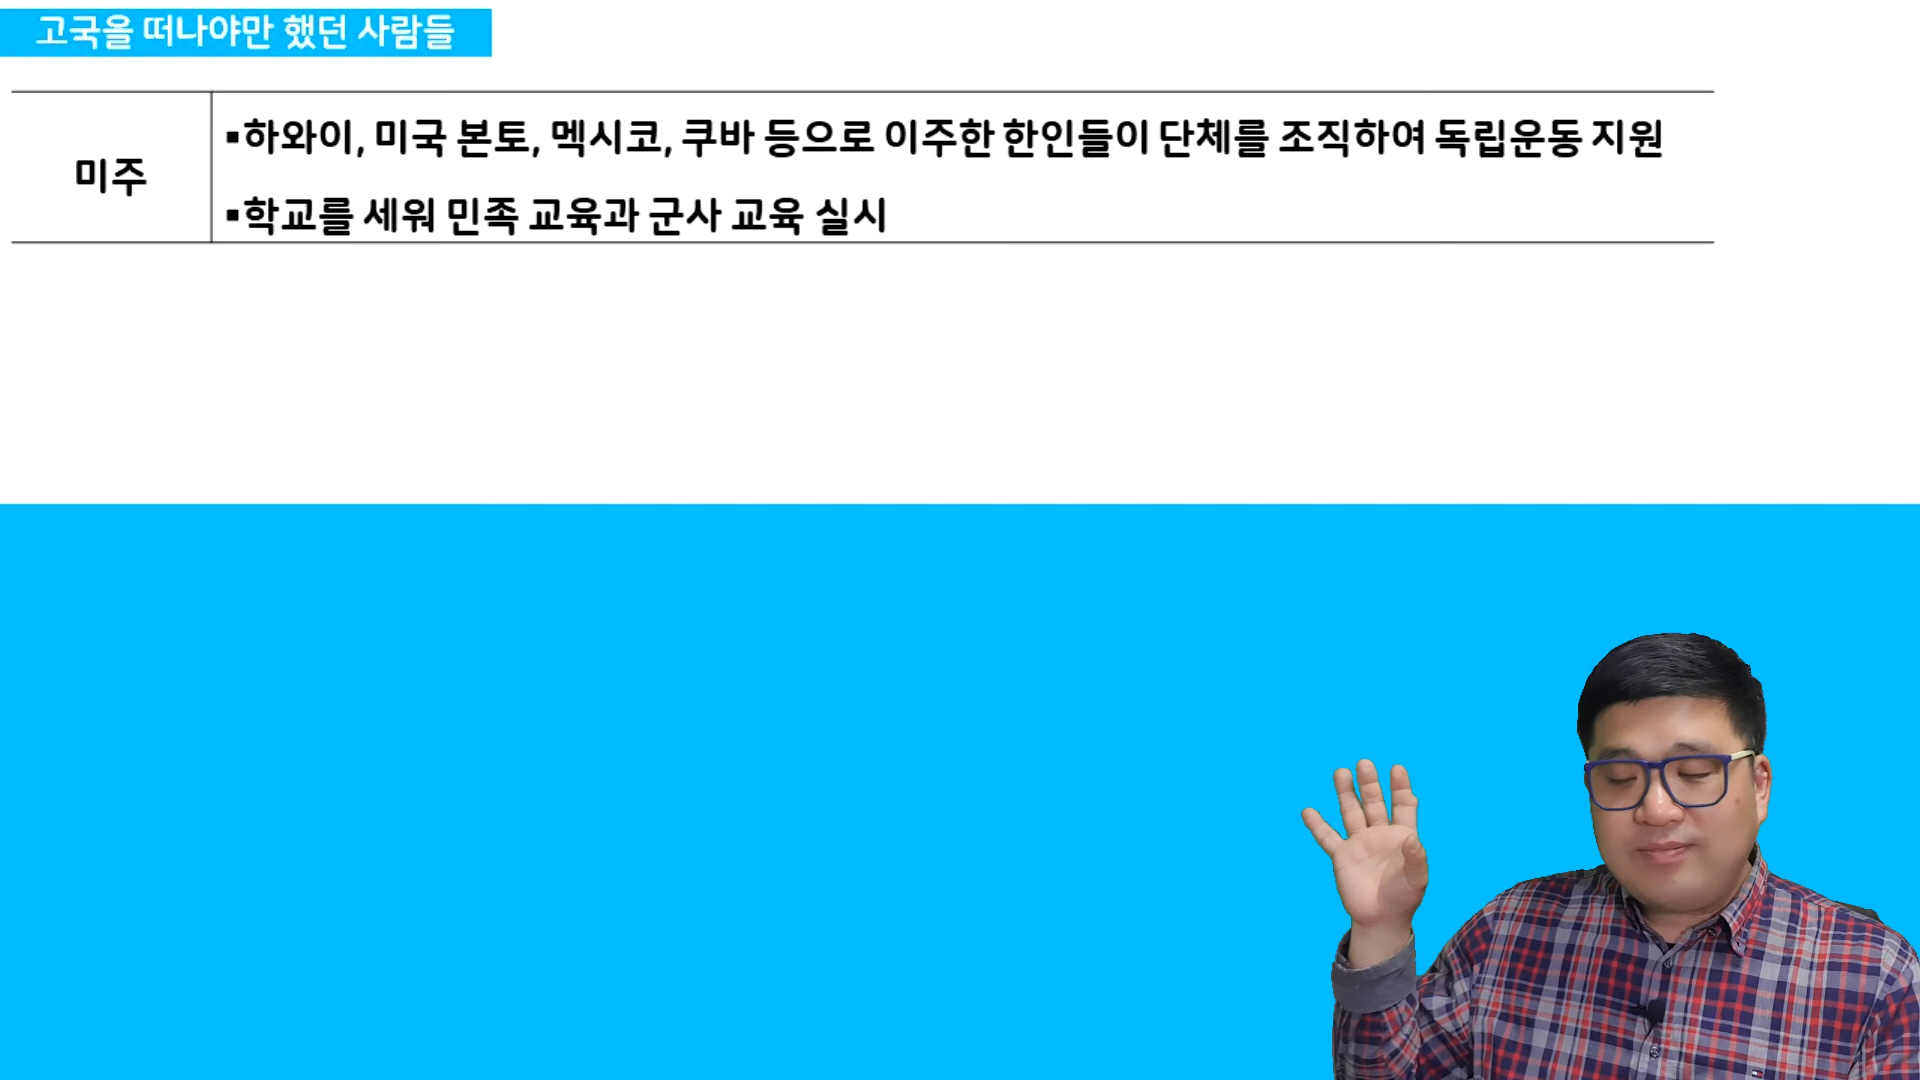 고국을 떠나야만 했던 사람들
미주
▪하와이, 미국 본토, 멕시코, 쿠바 등으로 이주한 한인들이 단체를 조직하여 독립운동 지원
▪학교를 세워 민족 교육과 군사 교육 실시